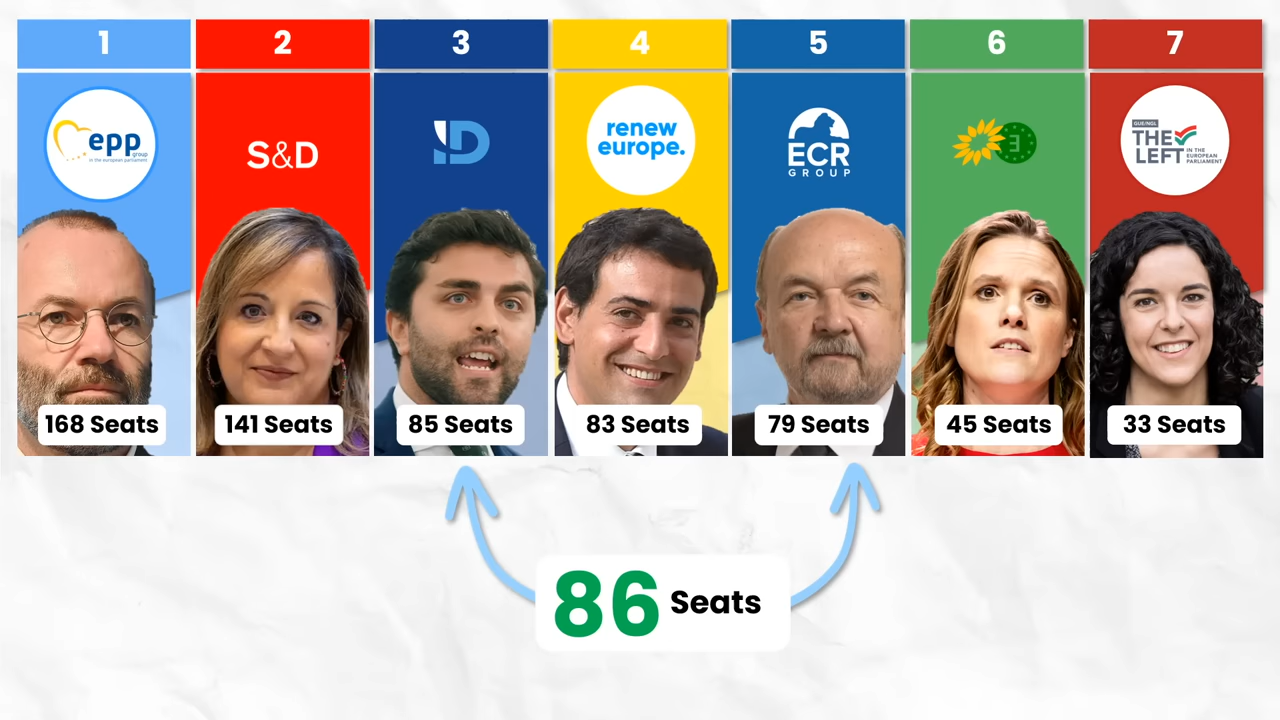 1
2
3
4
5
6
7
epp
group
in the european parliament
S&D
ID
renew
europe.
ECR
GROUP
E
GUE/NGL
THE
LEFT
IN THE
EUROPEAN
PARLIAMENT
168 Seats
141 Seats
85 Seats
83 Seats
79 Seats
45 Seats
33 Seats
86 Seats